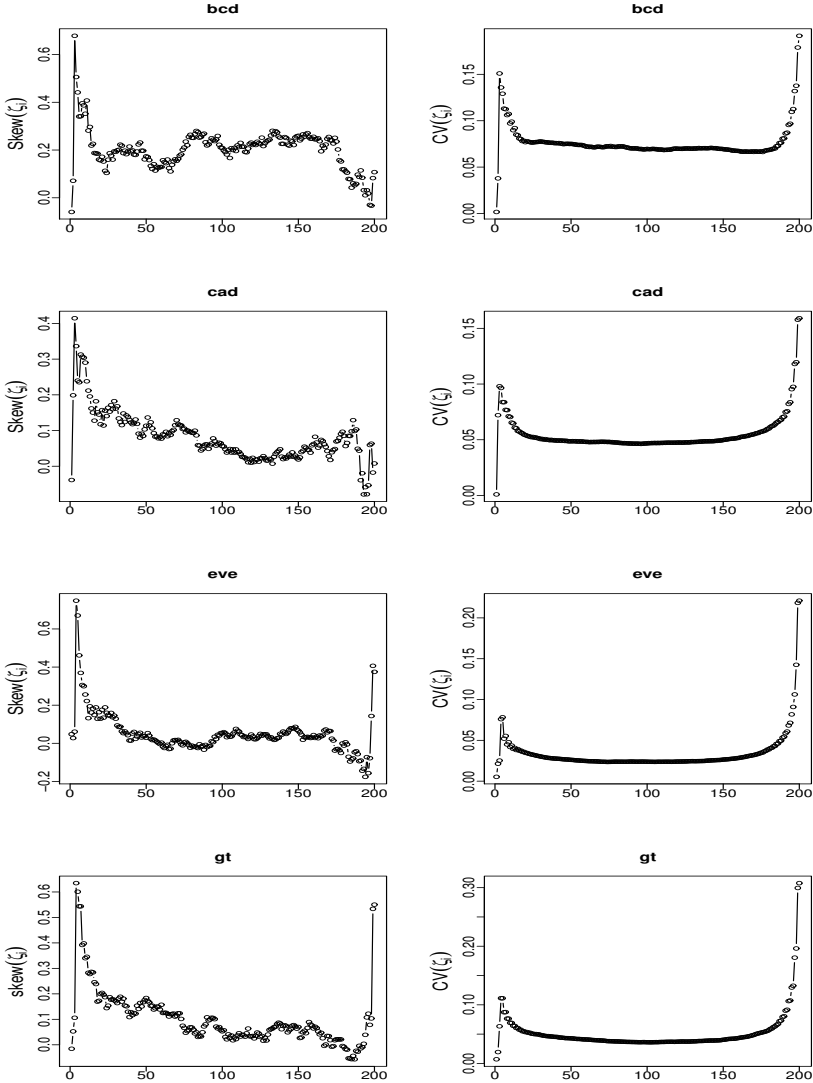 bcd
bcd
Skew(ζi)
0.0 0.2 0.4 0.6
0 50 100 150 200
CV(ζi)
0.00 0.05 0.10 0.15
0 50 100 150 200
cad
cad
Skew(ζi)
0.0 0.1 0.2 0.3 0.4
0 50 100 150 200
CV(ζi)
0.00 0.05 0.10 0.15
0 50 100 150 200
eve
eve
Skew(ζi)
−0.2 0.0 0.2 0.4 0.6
0 50 100 150 200
CV(ζi)
0.00 0.05 0.10 0.15 0.20
0 50 100 150 200
gt
gt
skew(ζi)
0.0 0.1 0.2 0.3 0.4 0.5 0.6
0 50 100 150 200
CV(ζi)
0.00 0.10 0.20 0.30
0 50 100 150 200